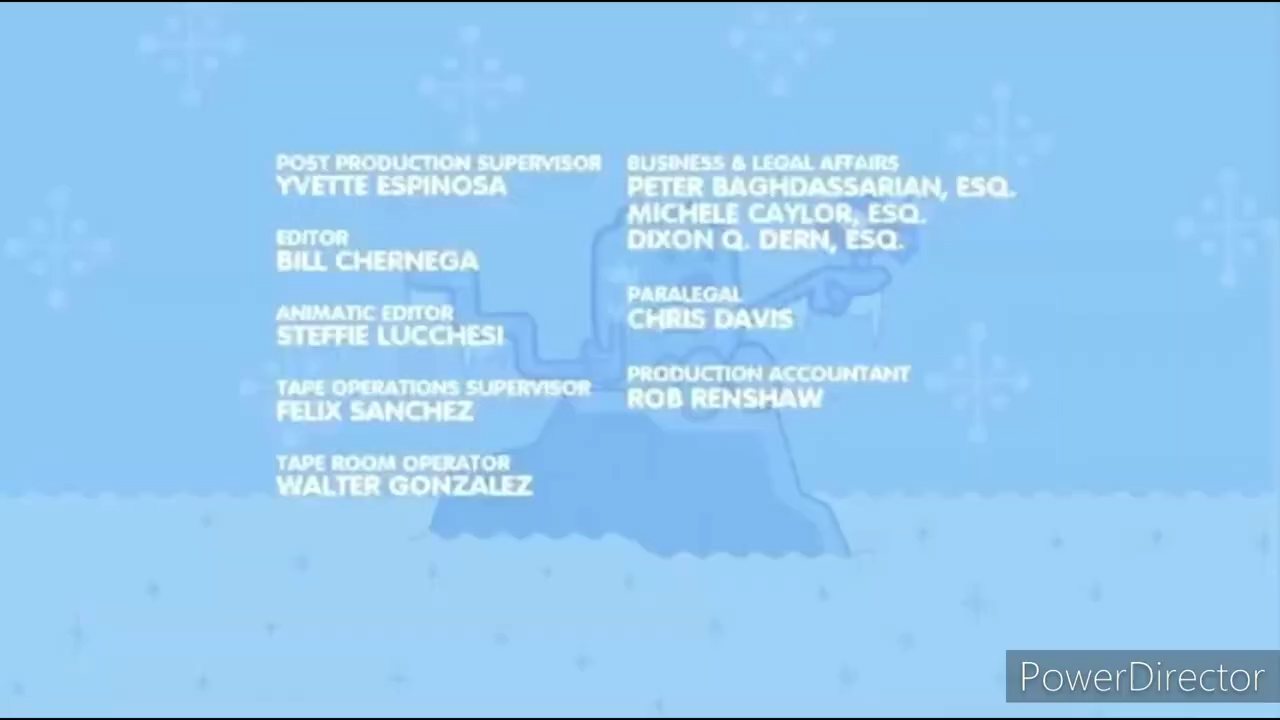 POST PRODUCTION SUPERVISOR
YVETTE ESPINOSA
EDITOR
BILL CHERNEGA
ANIMATIC EDITOR
STEFFIE LUCCHESI
TAPE OPERATIONS SUPERVISOR
FELIX SANCHEZ
TAPE ROOM OPERATOR
WALTER GONZALEZ
BUSINESS & LEGAL AFFAIRS
PETER BAGHDASSARIAN, ESQ.
MICHELE CAYLOR, ESQ.
DIXON Q. DERN, ESQ.
PARALEGAL
CHRIS DAVIS
PRODUCTION ACCOUNTANT
ROB RENSHAW
PowerDirector